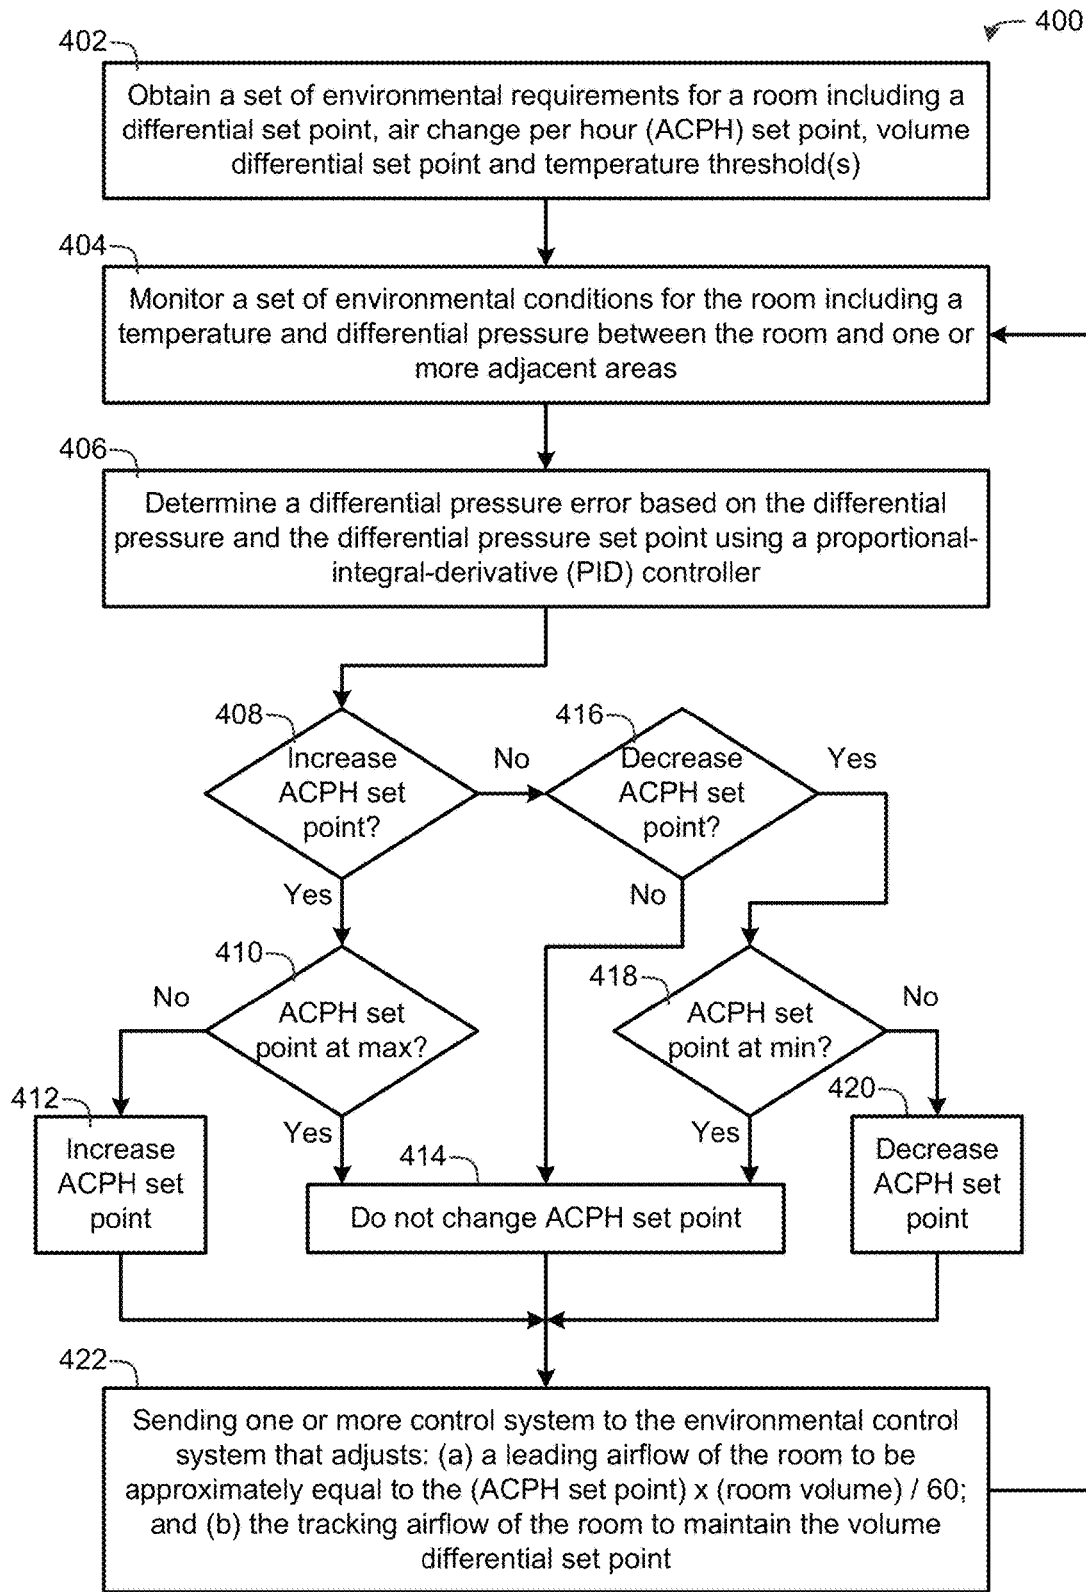 400
402
Obtain a set of environmental requirements for a room including a
differential set point, air change per hour (ACPH) set point, volume
differential set point and temperature threshold(s)
404
Monitor a set of environmental conditions for the room including a
temperature and differential pressure between the room and one or
more adjacent areas
406
Determine a differential pressure error based on the differential
pressure and the differential pressure set point using a proportional-
integral-derivative (PID) controller
408
Increase
ACPH set
point?
No
Yes
416
Decrease
ACPH set
point?
Yes
No
410
ACPH set
point at max?
No
Yes
418
ACPH set
point at min?
No
Yes
412
Increase
ACPH set
point
414
Do not change ACPH set point
420
Decrease
ACPH set
point
422
Sending one or more control system to the environmental control
system that adjusts: (a) a leading airflow of the room to be
approximately equal to the (ACPH set point) x (room volume) / 60;
and (b) the tracking airflow of the room to maintain the volume
differential set point